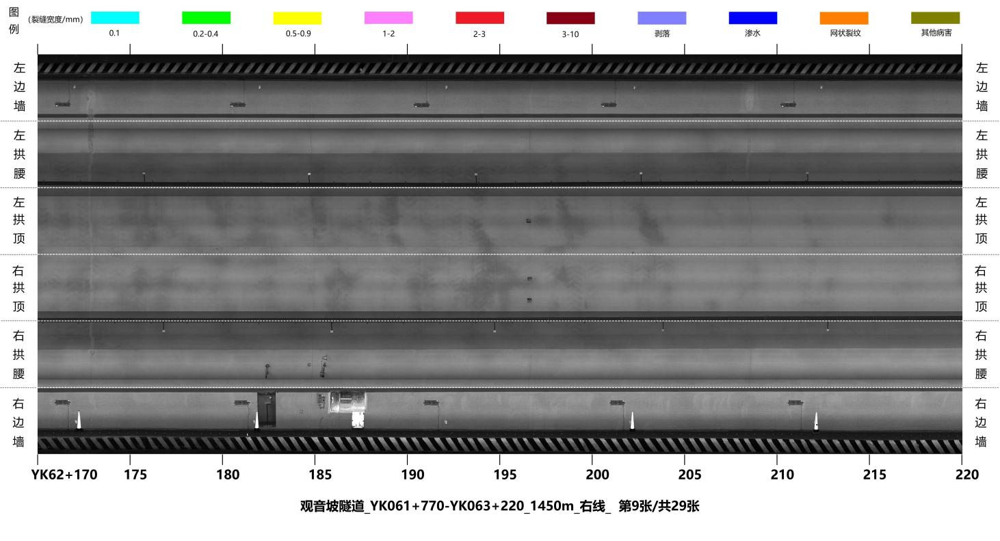 图例
(裂缝宽度/mm)
0.1
0.2-0.4
0.5-0.9
1-2
2-3
3-10
剥落
渗水
网状裂纹
其他病害
左边墙
左边墙
左拱腰
左拱腰
左拱顶
左拱顶
右拱顶
右拱顶
右拱腰
右拱腰
右边墙
右边墙
YK62+170 175 180 185 190 195 200 205 210 215 220
观音坡隧道_YK061+770-YK063+220_1450m_右线_ 第9张/共29张